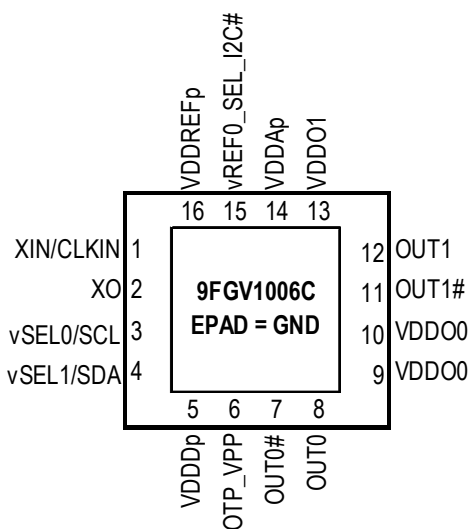 VDDREFp
vREF0_SEL_I2C#
VDDAp
VDDO1
16 15 14 13
XIN/CLKIN 1
XO 2
vSEL0/SCL 3
vSEL1/SDA 4
9FGV1006C
EPAD = GND
12 OUT1
11 OUT1#
10 VDDO0
9 VDDO0
5 6 7 8
VDDDp
OTP_VPP
OUT0#
OUT0